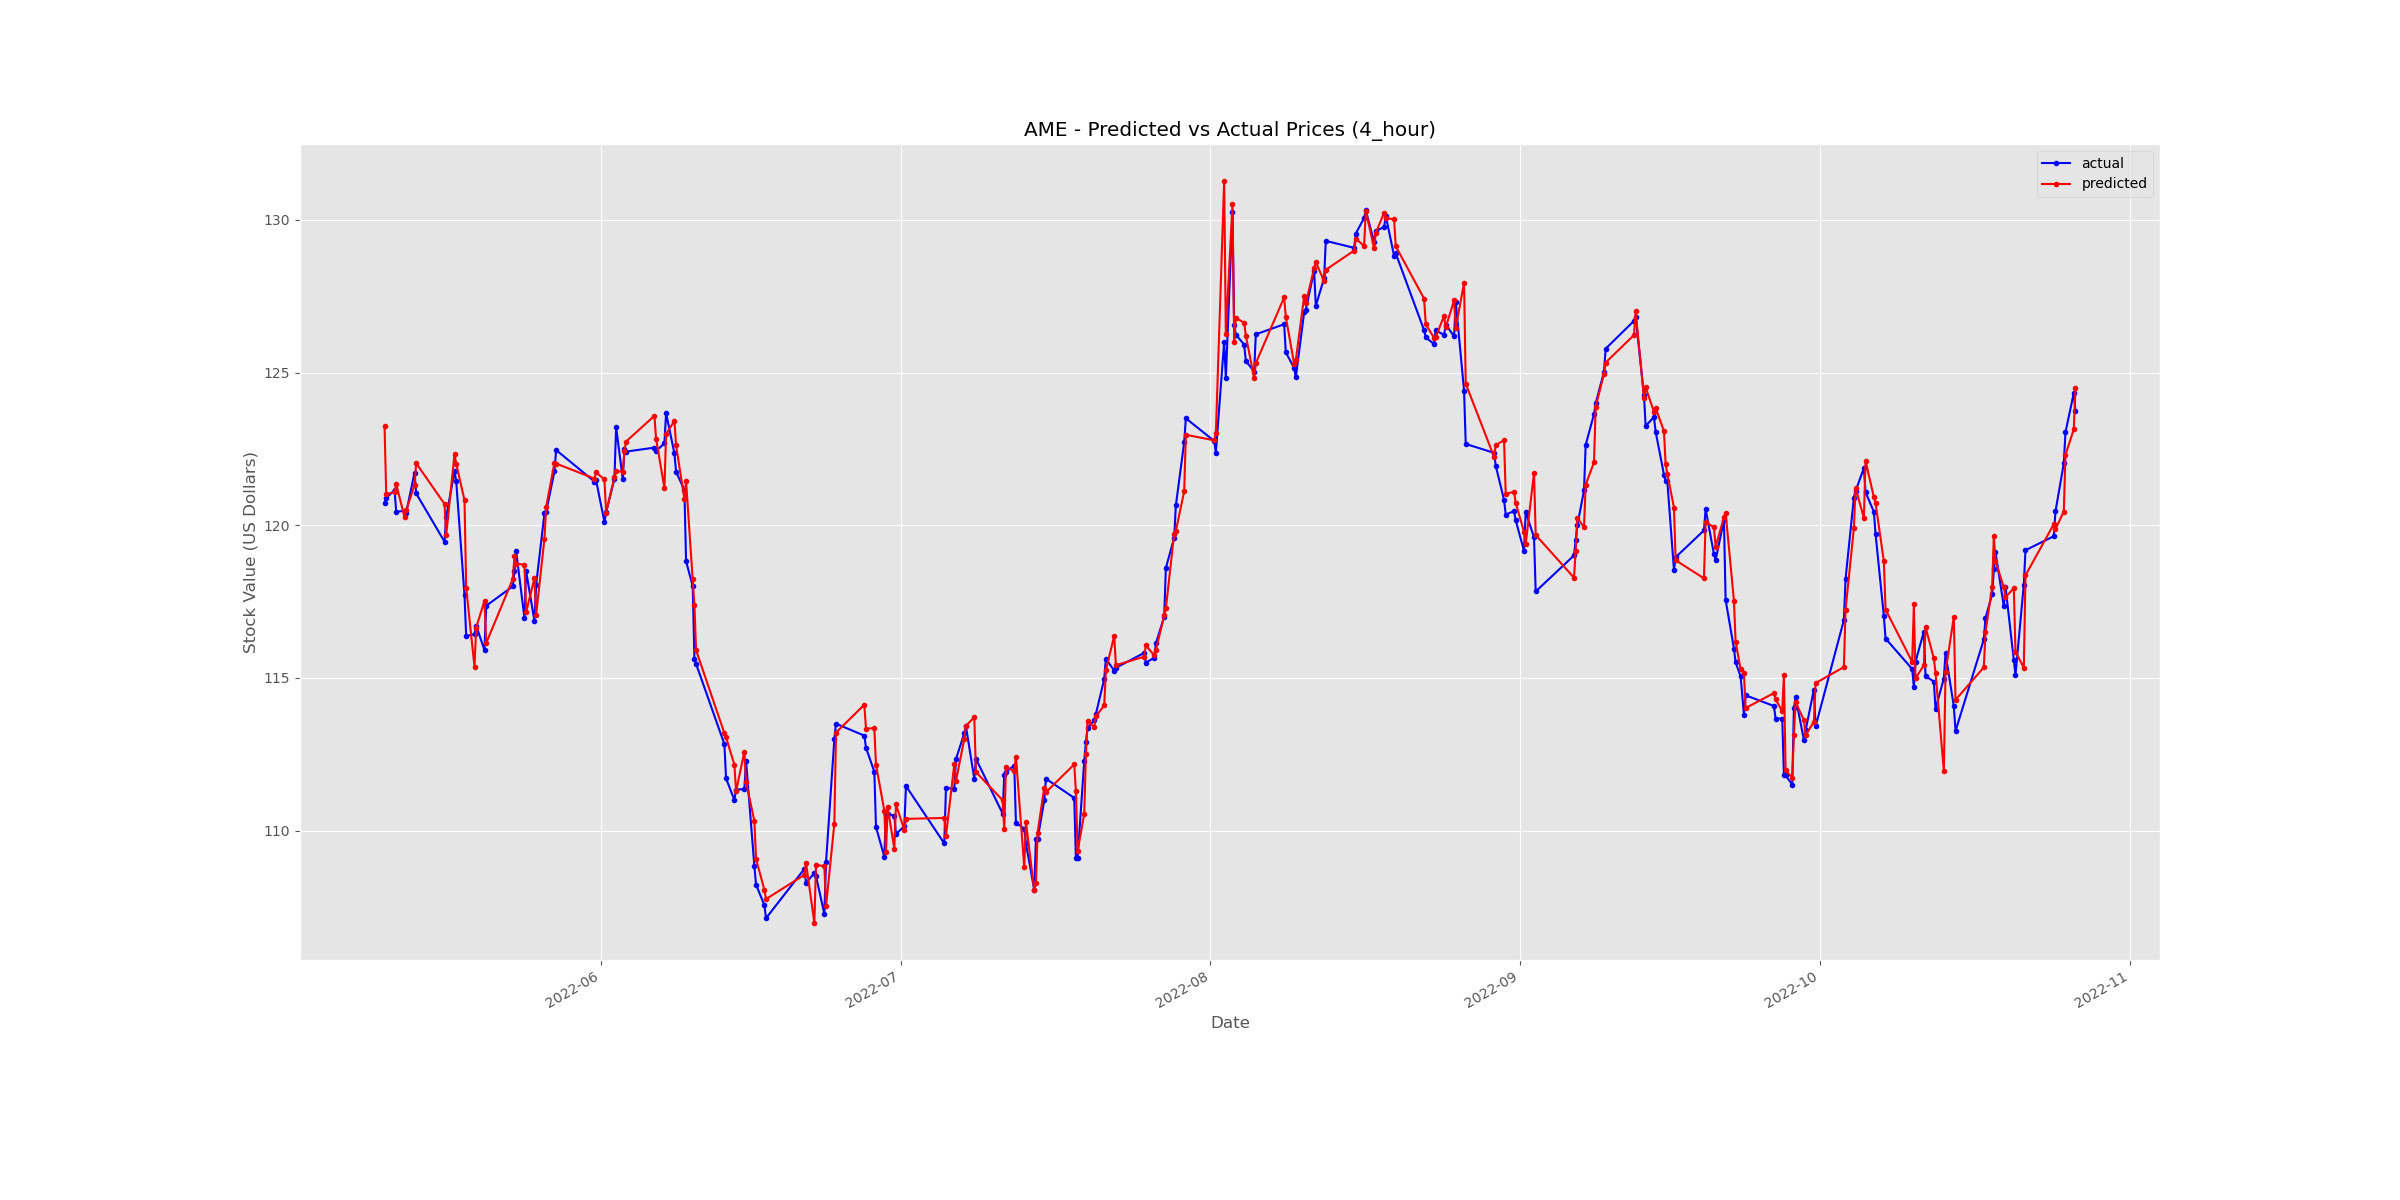 AME - Predicted vs Actual Prices (4_hour)
actual
predicted
130
125
120
115
110
Stock Value (US Dollars)
2022-06
2022-07
2022-08
2022-09
2022-10
2022-11
Date